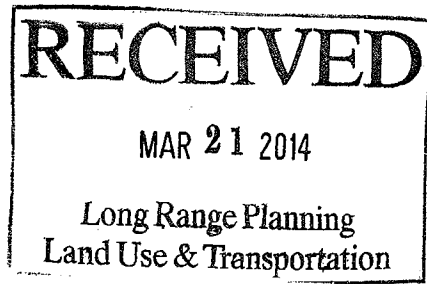 RECEIVED
MAR 21 2014
Long Range Planning
Land Use & Transportation